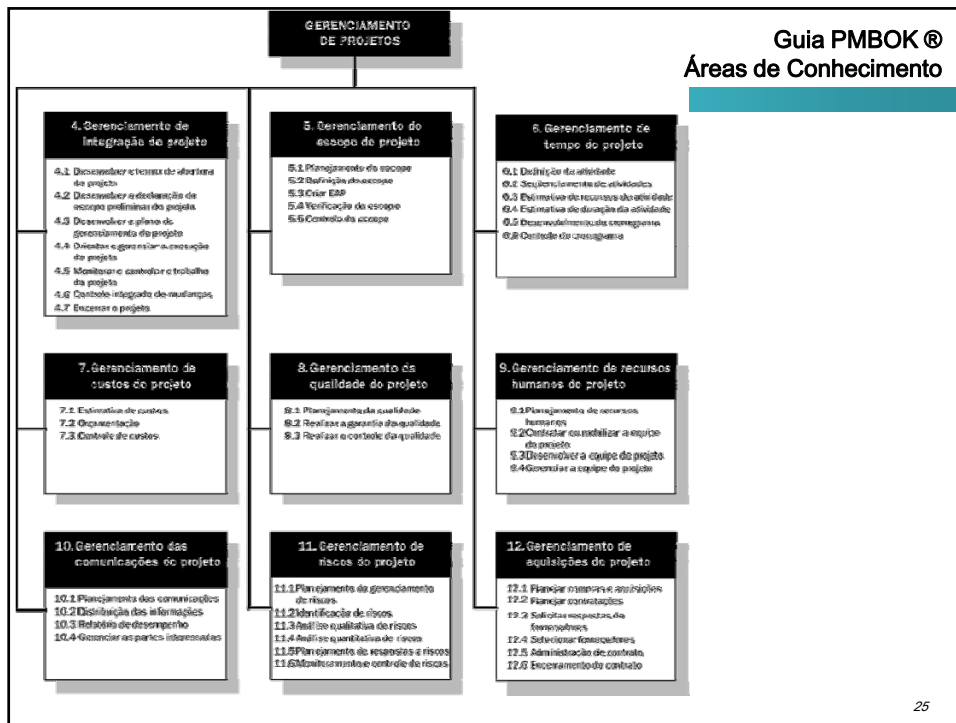 GERENCIAMENTO
DE PROJETOS
Guia PMBOK ®
Áreas de Conhecimento
4. Gerenciamento de
integração do projeto
4.1 Desenvolver o termo de abertura
do projeto
4.2 Desenvolver a declaração do
escopo preliminar do projeto
4.3 Desenvolver o plano de
gerenciamento do projeto
4.4 Orientar e gerenciar a execução
do projeto
4.5 Monitorar e controlar o trabalho
do projeto
4.6 Controle integrado de mudanças
4.7 Encerrar o projeto
5. Gerenciamento do
escopo do projeto
5.1 Planejamento do escopo
5.2 Definição do escopo
5.3 Criar EAP
5.4 Verificação do escopo
5.5 Controle do escopo
6. Gerenciamento de
tempo do projeto
6.1 Definição da atividade
6.2 Seqüenciamento de atividades
6.3 Estimativa de recursos da atividade
6.4 Estimativa de duração da atividade
6.5 Desenvolvimento do cronograma
6.6 Controle do cronograma
7. Gerenciamento de
custos do projeto
7.1 Estimativa de custos
7.2 Orçamentação
7.3 Controle de custos
8. Gerenciamento da
qualidade do projeto
8.1 Planejamento da qualidade
8.2 Realizar a garantia da qualidade
8.3 Realizar o controle da qualidade
9. Gerenciamento de recursos
humanos do projeto
9.1 Planejamento de recursos
humanos
9.2 Contratar ou mobilizar a equipe
do projeto
9.3 Desenvolver a equipe do projeto
9.4 Gerenciar a equipe do projeto
10. Gerenciamento das
comunicações do projeto
10.1 Planejamento das comunicações
10.2 Distribuição das informações
10.3 Relatório de desempenho
10.4 Gerenciar as partes interessadas
11. Gerenciamento de
riscos do projeto
11.1 Planejamento do gerenciamento
de riscos
11.2 Identificação de riscos
11.3 Análise qualitativa de riscos
11.4 Análise quantitativa de riscos
11.5 Planejamento de respostas a riscos
11.6 Monitoramento e controle de riscos
12. Gerenciamento de
aquisições do projeto
12.1 Planejar compras e aquisições
12.2 Planejar contratações
12.3 Solicitar respostas de
fornecedores
12.4 Selecionar fornecedores
12.5 Administração de contrato
12.6 Encerramento do contrato
25